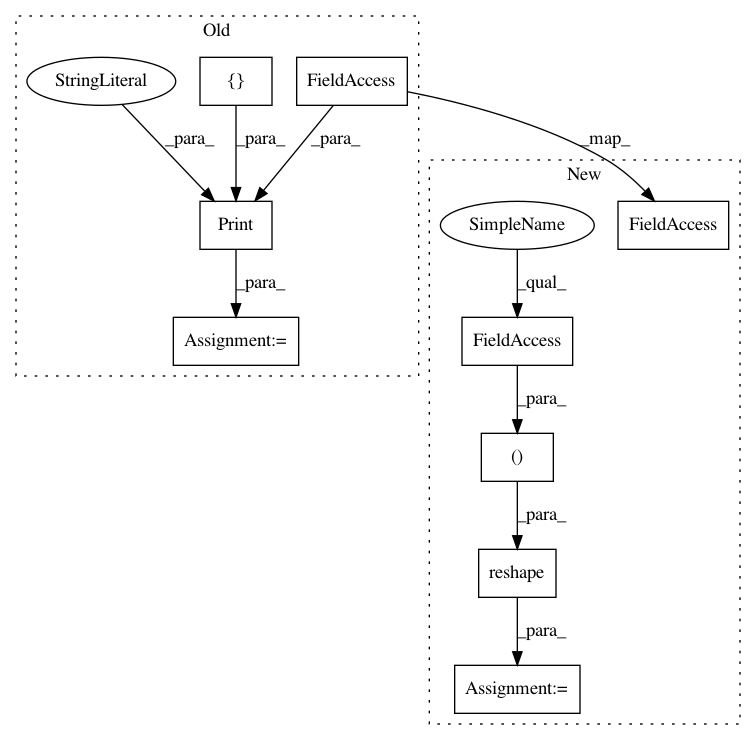 Old
StringLiteral
{}
FieldAccess
_para_
_para_
_para_
_map_
New
Print
SimpleName
FieldAccess
_para_
_qual_
Assignment:=
FieldAccess
_para_
()
_para_
reshape
_para_
Assignment:=